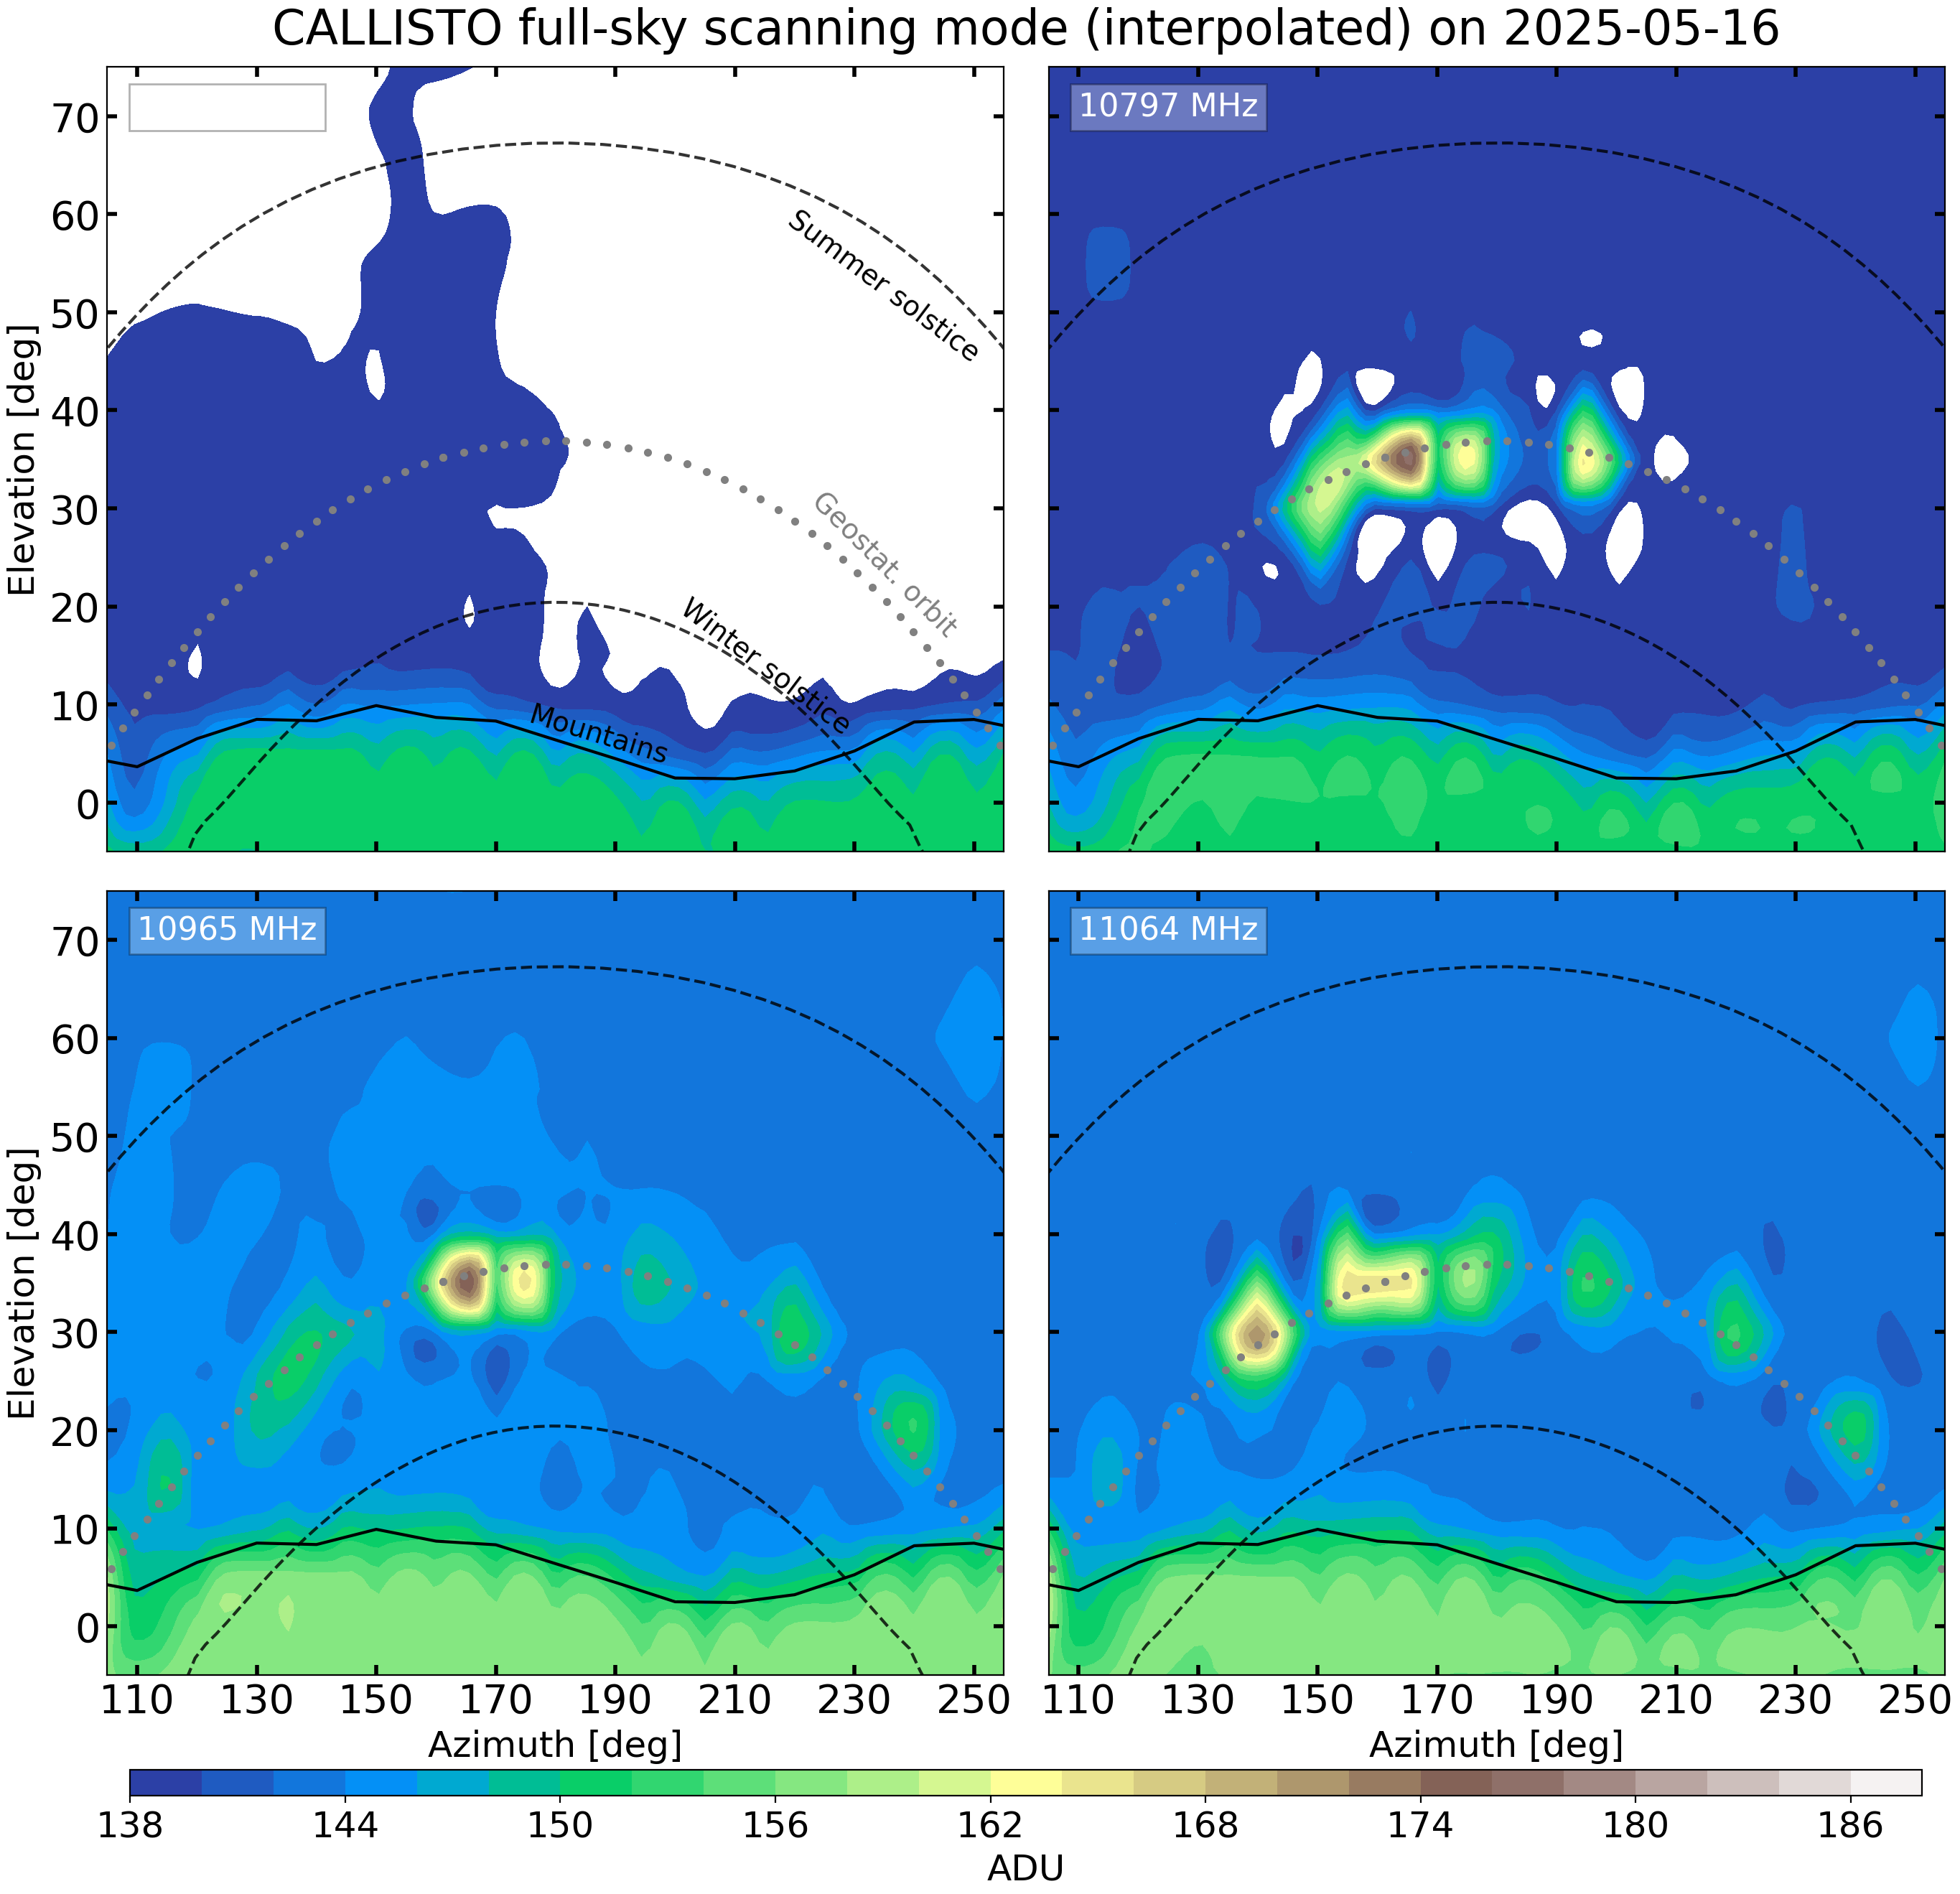 CALLISTO full-sky scanning mode (interpolated) on 2025-05-16
10797 MHz
70
60
50
40
30
20
10
0
Elevation [deg]
Summer solstice
Geostat. orbit
Winter solstice
Mountains
10965 MHz
11064 MHz
70
60
50
40
30
20
10
0
Elevation [deg]
110 130 150 170 190 210 230 250
110 130 150 170 190 210 230 250
Azimuth [deg]
Azimuth [deg]
138 144 150 156 162 168 174 180 186
ADU